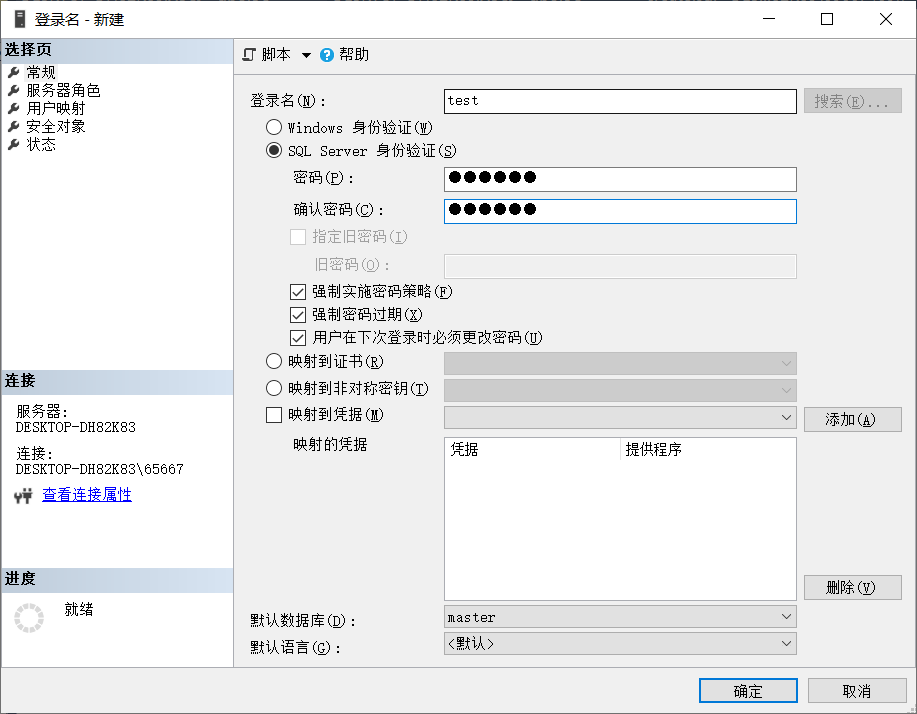 登录名 - 新建
选择页
常规
服务器角色
用户映射
安全对象
状态
连接
服务器:
DESKTOP-DH82K83
连接:
DESKTOP-DH82K83\65667
查看连接属性
进度
就绪
脚本 帮助
登录名(N): test 搜索(E)...
Windows 身份验证(W)
SQL Server 身份验证(S)
密码(P): ●●●●●●
确认密码(C): ●●●●●●
指定旧密码(I)
旧密码(O):
强制实施密码策略(F)
强制密码过期(X)
用户在下次登录时必须更改密码(U)
映射到证书(R)
映射到非对称密钥(T)
映射到凭据(M) 添加(A)
映射的凭据 凭据 提供程序
删除(V)
默认数据库(D): master
默认语言(G): <默认>
确定 取消